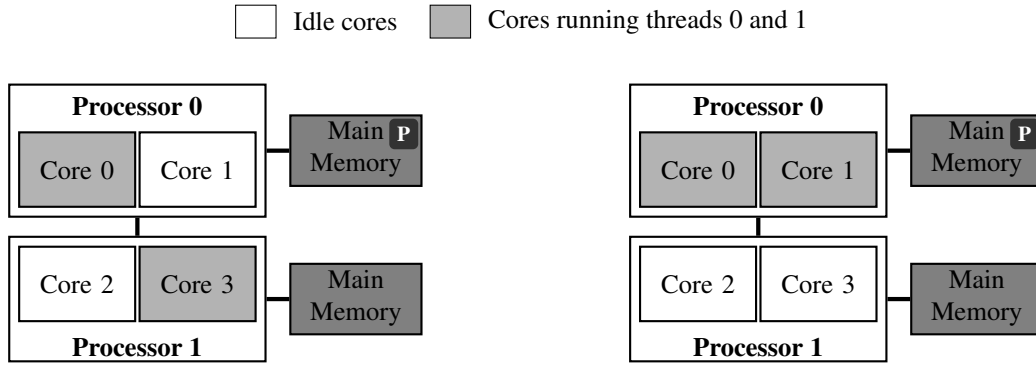 Idle cores
Cores running threads 0 and 1
Processor 0
Core 0
Core 1
Main P
Memory
Core 2
Core 3
Main
Memory
Processor 1
Processor 0
Core 0
Core 1
Main P
Memory
Core 2
Core 3
Main
Memory
Processor 1